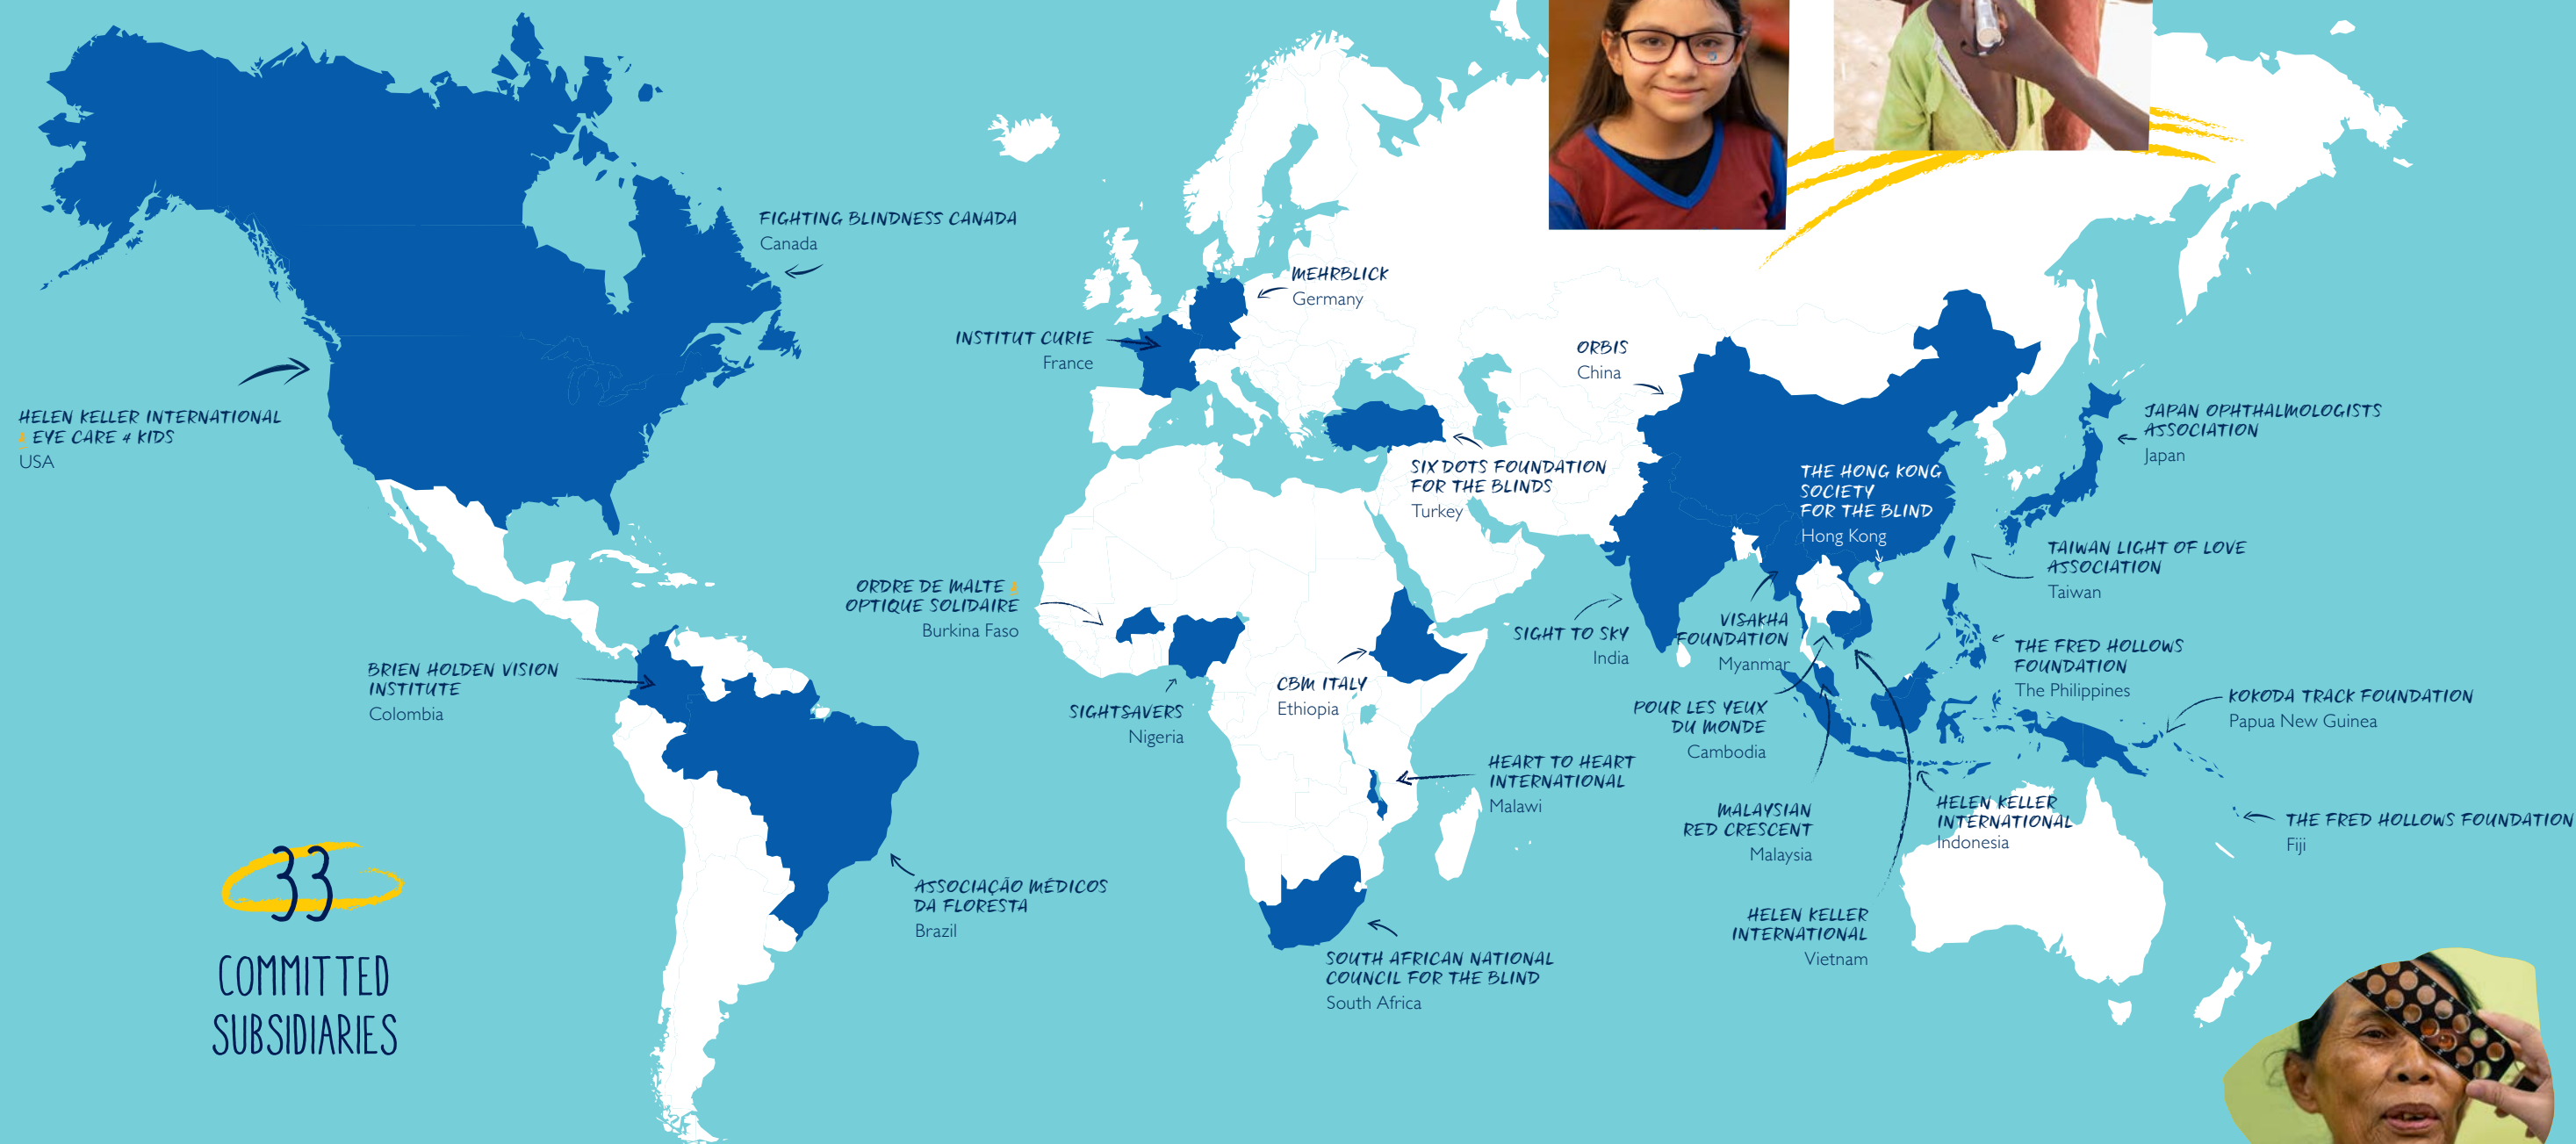 FIGHTING BLINDNESS CANADA
Canada
MEHRBLICK
Germany
INSTITUT CURIE
France
ORBIS
China
HELEN KELLER INTERNATIONAL
& EYE CARE 4 KIDS
USA
JAPAN OPHTHALMOLOGISTS
ASSOCIATION
Japan
SIX DOTS FOUNDATION
FOR THE BLINDS
Turkey
THE HONG KONG
SOCIETY
FOR THE BLIND
Hong Kong
TAIWAN LIGHT OF LOVE
ASSOCIATION
Taiwan
ORDRE DE MALTE &
OPTIQUE SOLIDAIRE
Burkina Faso
SIGHT TO SKY
India
VISAKHA
FOUNDATION
Myanmar
THE FRED HOLLOWS
FOUNDATION
The Philippines
BRIEN HOLDEN VISION
INSTITUTE
Colombia
CBM ITALY
Ethiopia
SIGHTSAVERS
Nigeria
POUR LES YEUX
DU MONDE
Cambodia
KOKODA TRACK FOUNDATION
Papua New Guinea
HEART TO HEART
INTERNATIONAL
Malawi
MALAYSIAN
RED CRESCENT
Malaysia
HELEN KELLER
INTERNATIONAL
Indonesia
THE FRED HOLLOWS FOUNDATION
Fiji
33
COMMITTED
SUBSIDIARIES
ASSOCIAÇÃO MÉDICOS
DA FLORESTA
Brazil
HELEN KELLER
INTERNATIONAL
Vietnam
SOUTH AFRICAN NATIONAL
COUNCIL FOR THE BLIND
South Africa